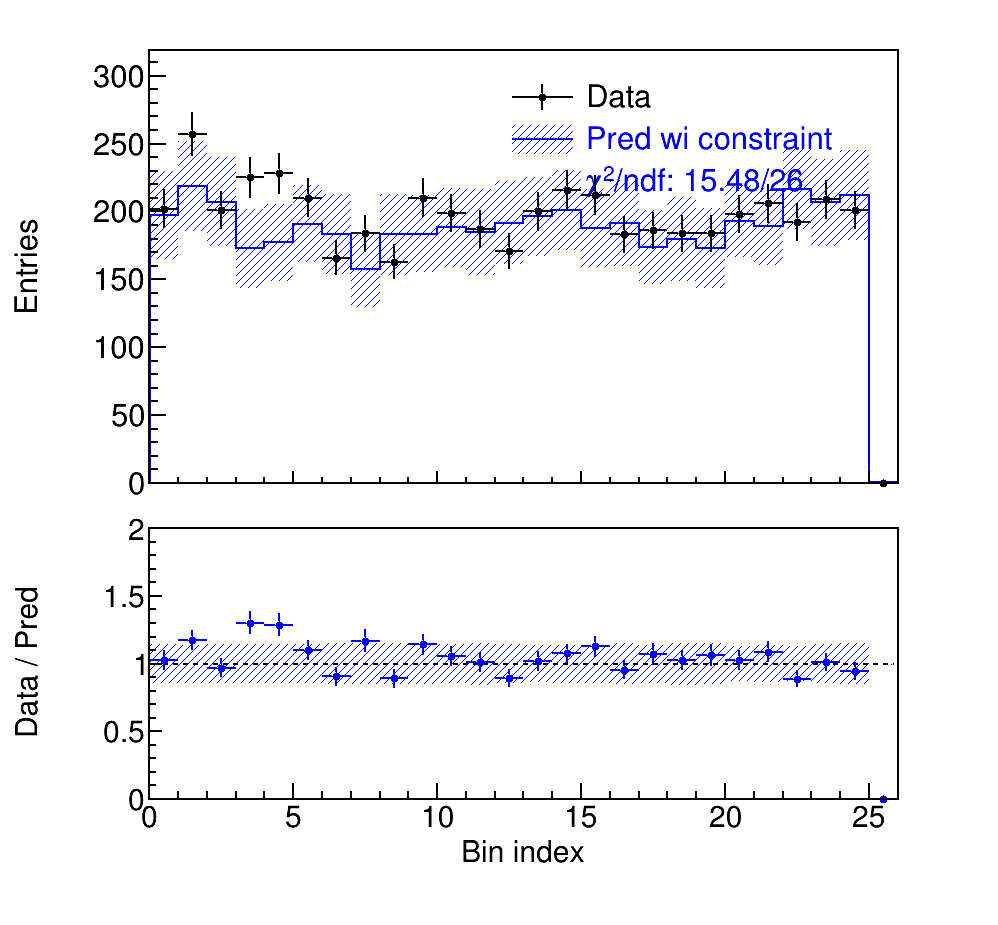 Entries
300
250
200
150
100
50
0
Data
Pred wi constraint
χ²/ndf: 15.48/26
Data / Pred
2
1.5
1
0.5
0
0 5 10 15 20 25
Bin index